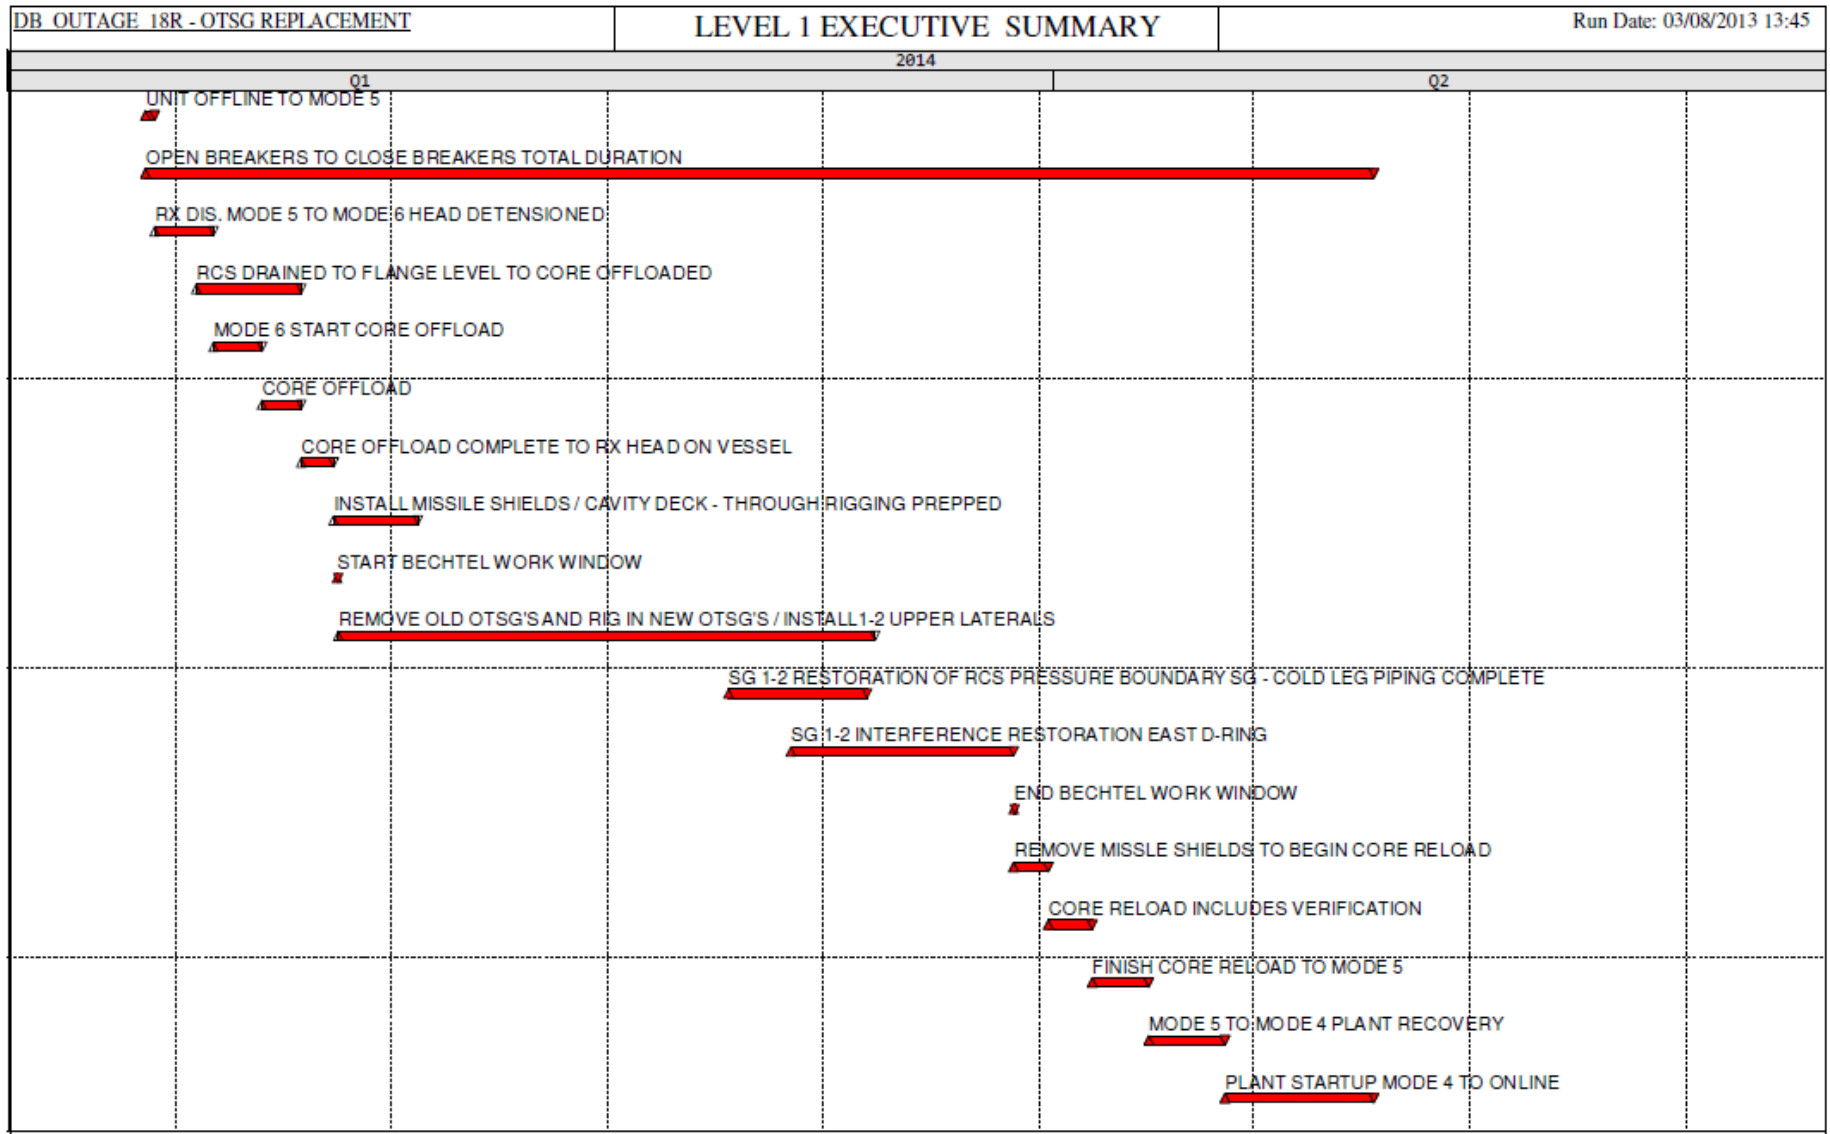 DB OUTAGE 18R - OTSG REPLACEMENT
LEVEL 1 EXECUTIVE SUMMARY
Run Date: 03/08/2013 13:45
2014
Q1
Q2
UNIT OFFLINE TO MODE 5
OPEN BREAKERS TO CLOSE BREAKERS TOTAL DURATION
RX DIS. MODE 5 TO MODE 6 HEAD DETENSIONED
RCS DRAINED TO FLANGE LEVEL TO CORE OFFLOADED
MODE 6 START CORE OFFLOAD
CORE OFFLOAD
CORE OFFLOAD COMPLETE TO RX HEAD ON VESSEL
INSTALL MISSILE SHIELDS / CAVITY DECK - THROUGH RIGGING PREPPED
START BECHTEL WORK WINDOW
REMOVE OLD OTSG'S AND RIG IN NEW OTSG'S / INSTALL 1-2 UPPER LATERALS
SG 1-2 RESTORATION OF RCS PRESSURE BOUNDARY SG - COLD LEG PIPING COMPLETE
SG 1-2 INTERFERENCE RESTORATION EAST D-RING
END BECHTEL WORK WINDOW
REMOVE MISSLE SHIELDS TO BEGIN CORE RELOAD
CORE RELOAD INCLUDES VERIFICATION
FINISH CORE RELOAD TO MODE 5
MODE 5 TO MODE 4 PLANT RECOVERY
PLANT STARTUP MODE 4 TO ONLINE